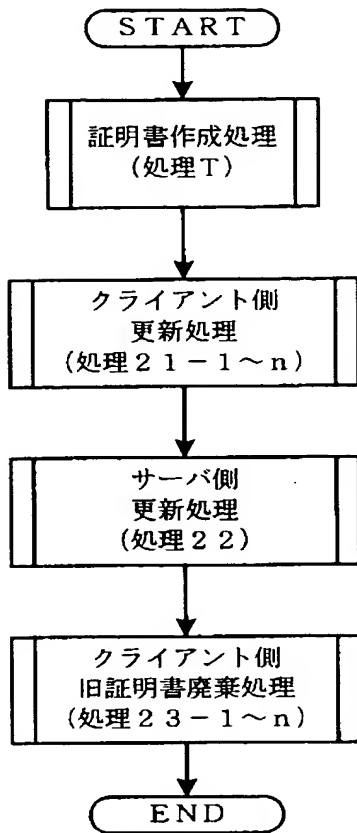 ＳＴＡＲＴ
証明書作成処理
(処理Ｔ)
クライアント側
更新処理
(処理２１－１～ｎ)
サーバ側
更新処理
(処理２２)
クライアント側
旧証明書廃棄処理
(処理２３－１～ｎ)
ＥＮＤ